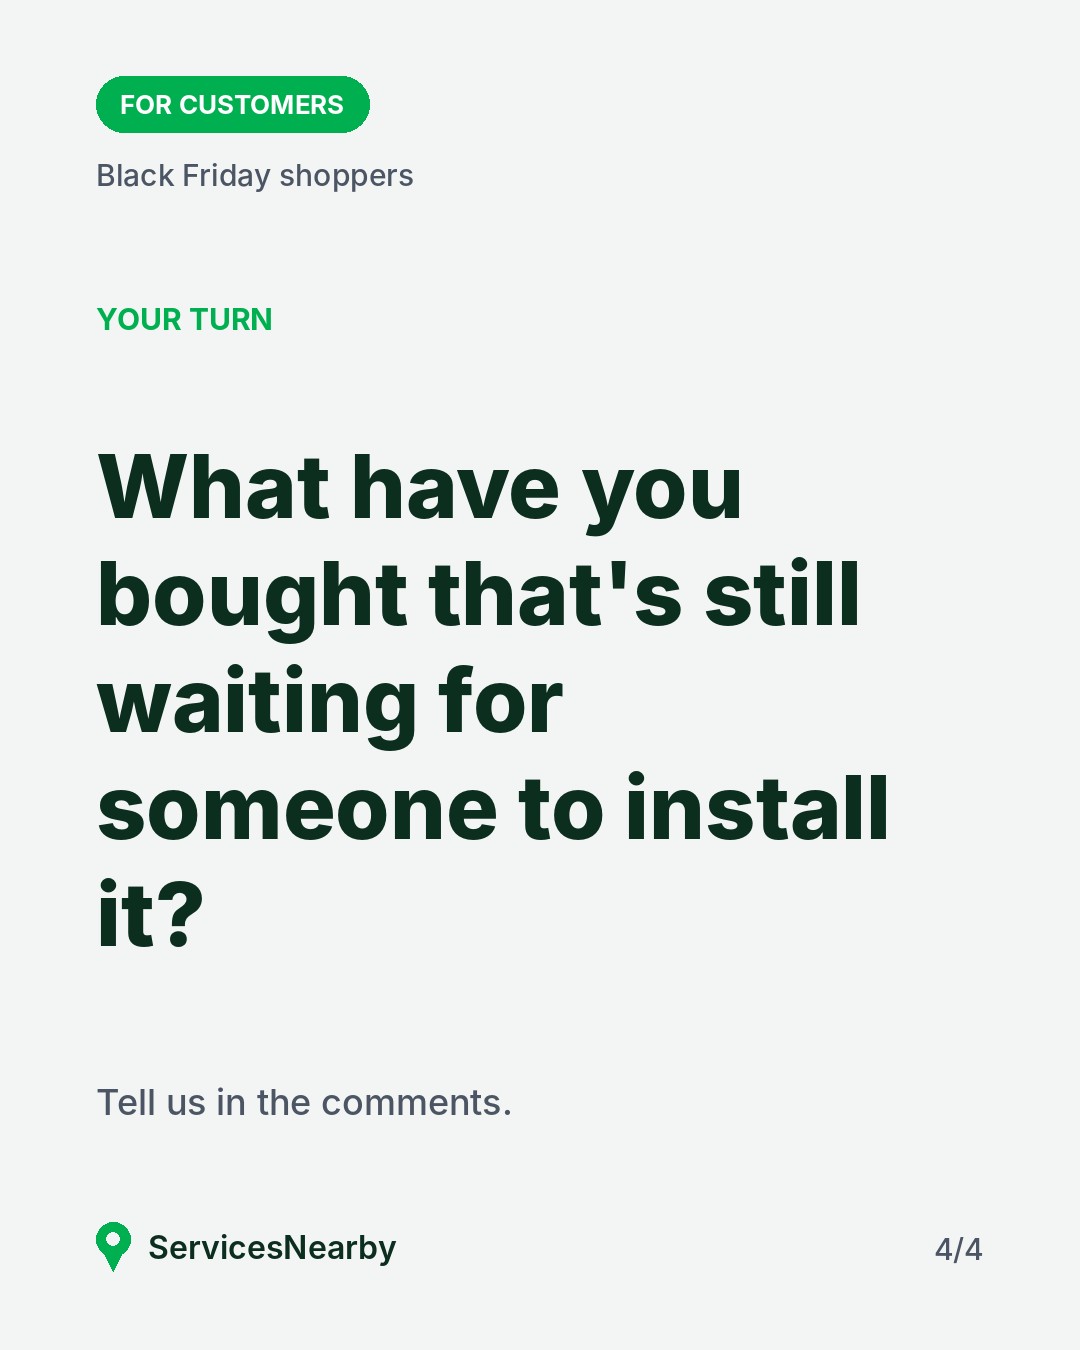 FOR CUSTOMERS
Black Friday shoppers
YOUR TURN
What have you
bought that's still
waiting for
someone to install
it?
Tell us in the comments.
ServicesNearby
4/4